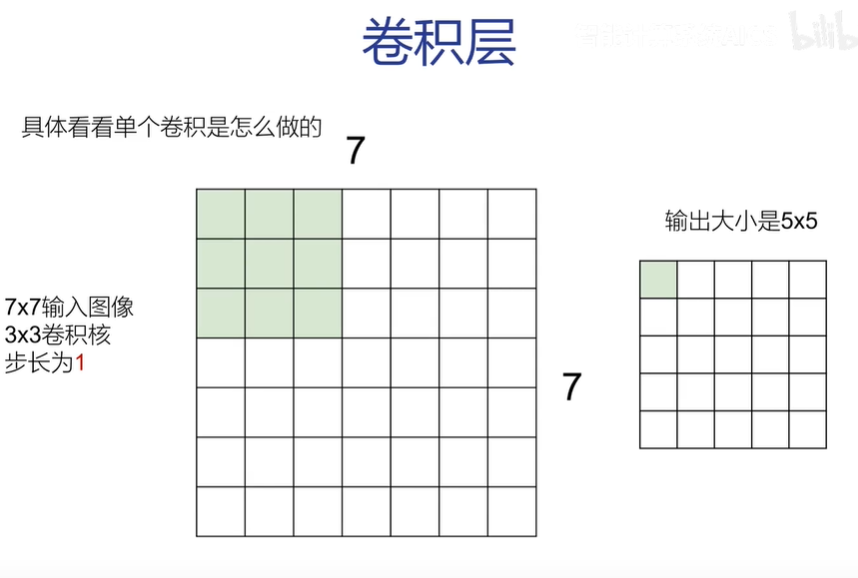 卷积层
bilib
具体看看单个卷积是怎么做的
7
输出大小是5x5
7x7输入图像
3x3卷积核
步长为1
7